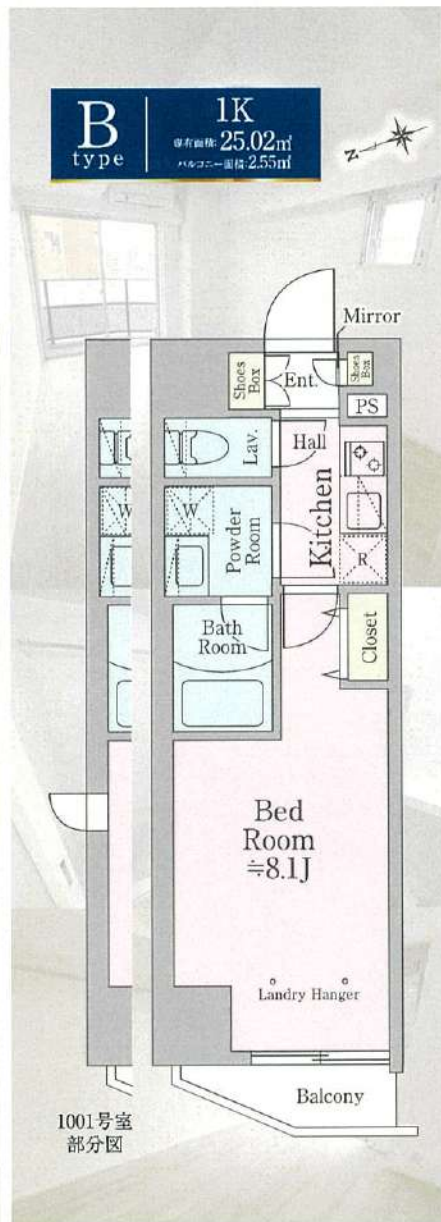 B
type
1K
専有面積: 25.02㎡
バルコニー面積: 2.55㎡
N
Mirror
Shoes
Box
Ent.
Shoes
Box
PS
Hall
Lav.
Kitchen
W
W
Powder
Room
R
Bath
Room
Closet
Bed
Room
≒8.1J
Landry Hanger
Balcony
1001号室
部分図